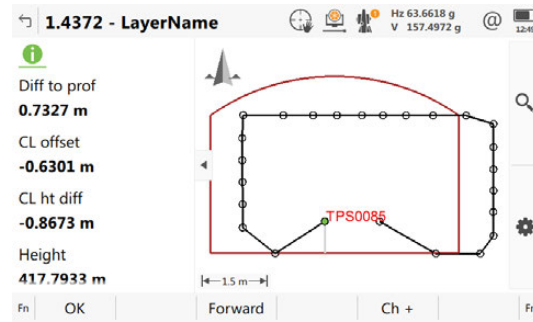 1.4372 - LayerName
Hz 63.6618 g
V 157.4972 g
@
i
Diff to prof
0.7327 m
CL offset
-0.6301 m
CL ht diff
-0.8673 m
Height
417.7933 m
TPS0085
1.5 m
Fn OK Forward Ch +